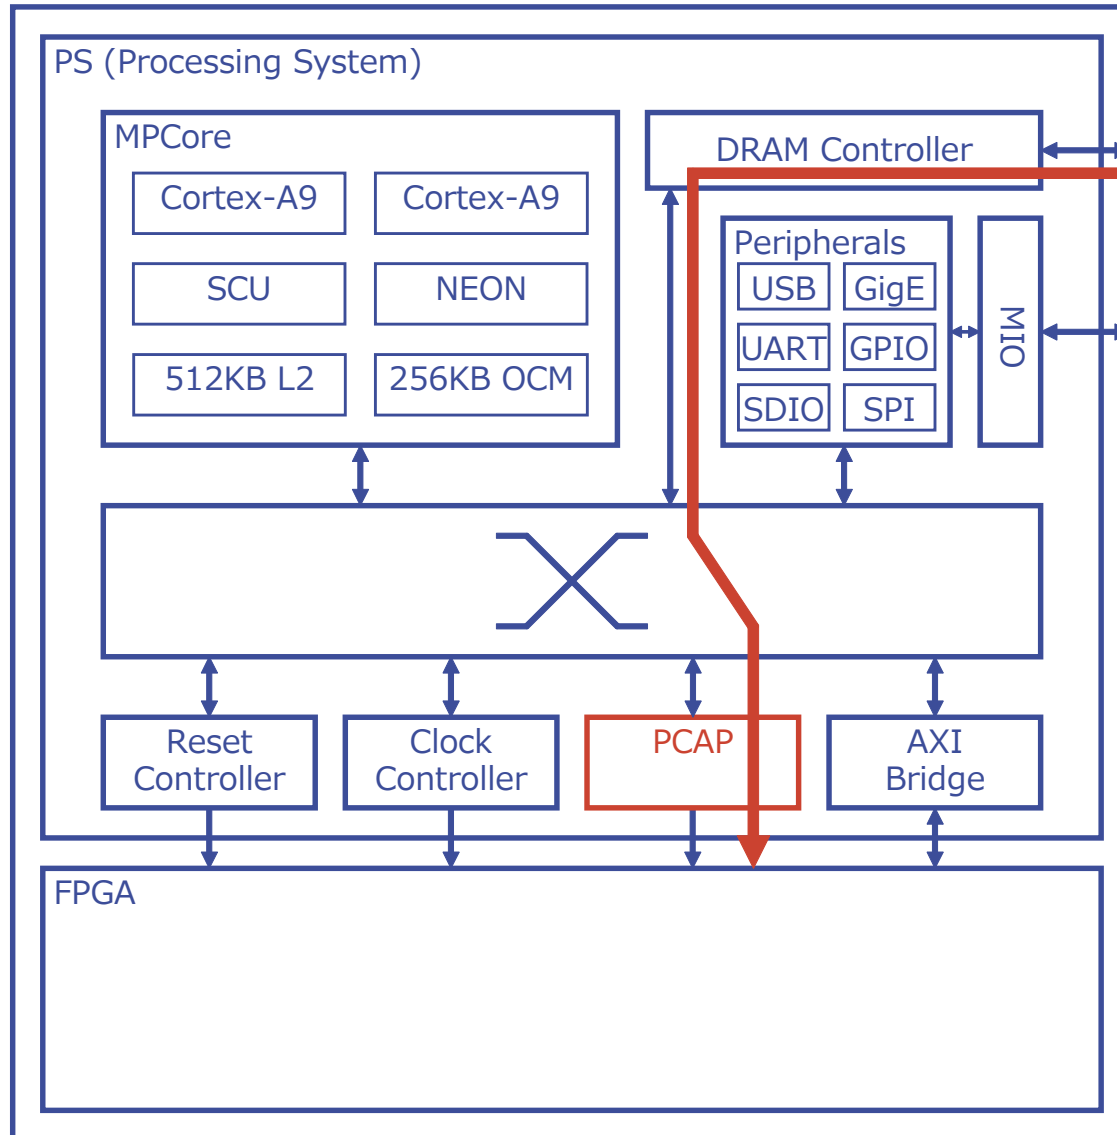 PS (Processing System)
MPCore
DRAM Controller
Cortex-A9
Cortex-A9
SCU
NEON
512KB L2
256KB OCM
Peripherals
USB
GigE
UART
GPIO
SDIO
SPI
MIO
Reset
Controller
Clock
Controller
PCAP
AXI
Bridge
FPGA